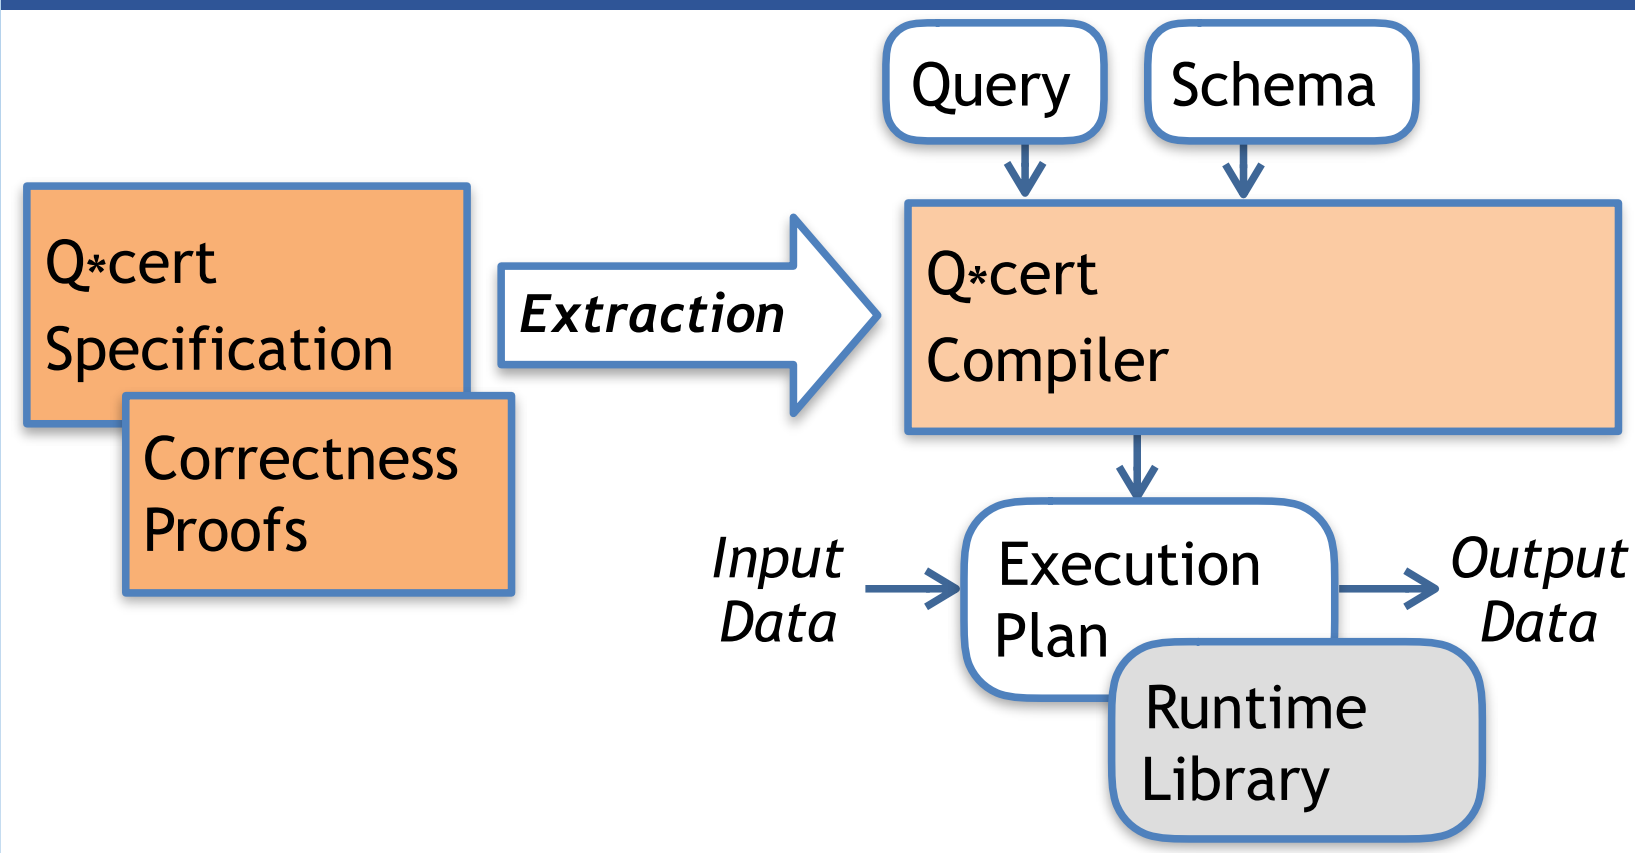 Query
Schema
Q*cert
Specification
Correctness
Proofs
Extraction
Q*cert
Compiler
Input
Data
Execution
Plan
Output
Data
Runtime
Library